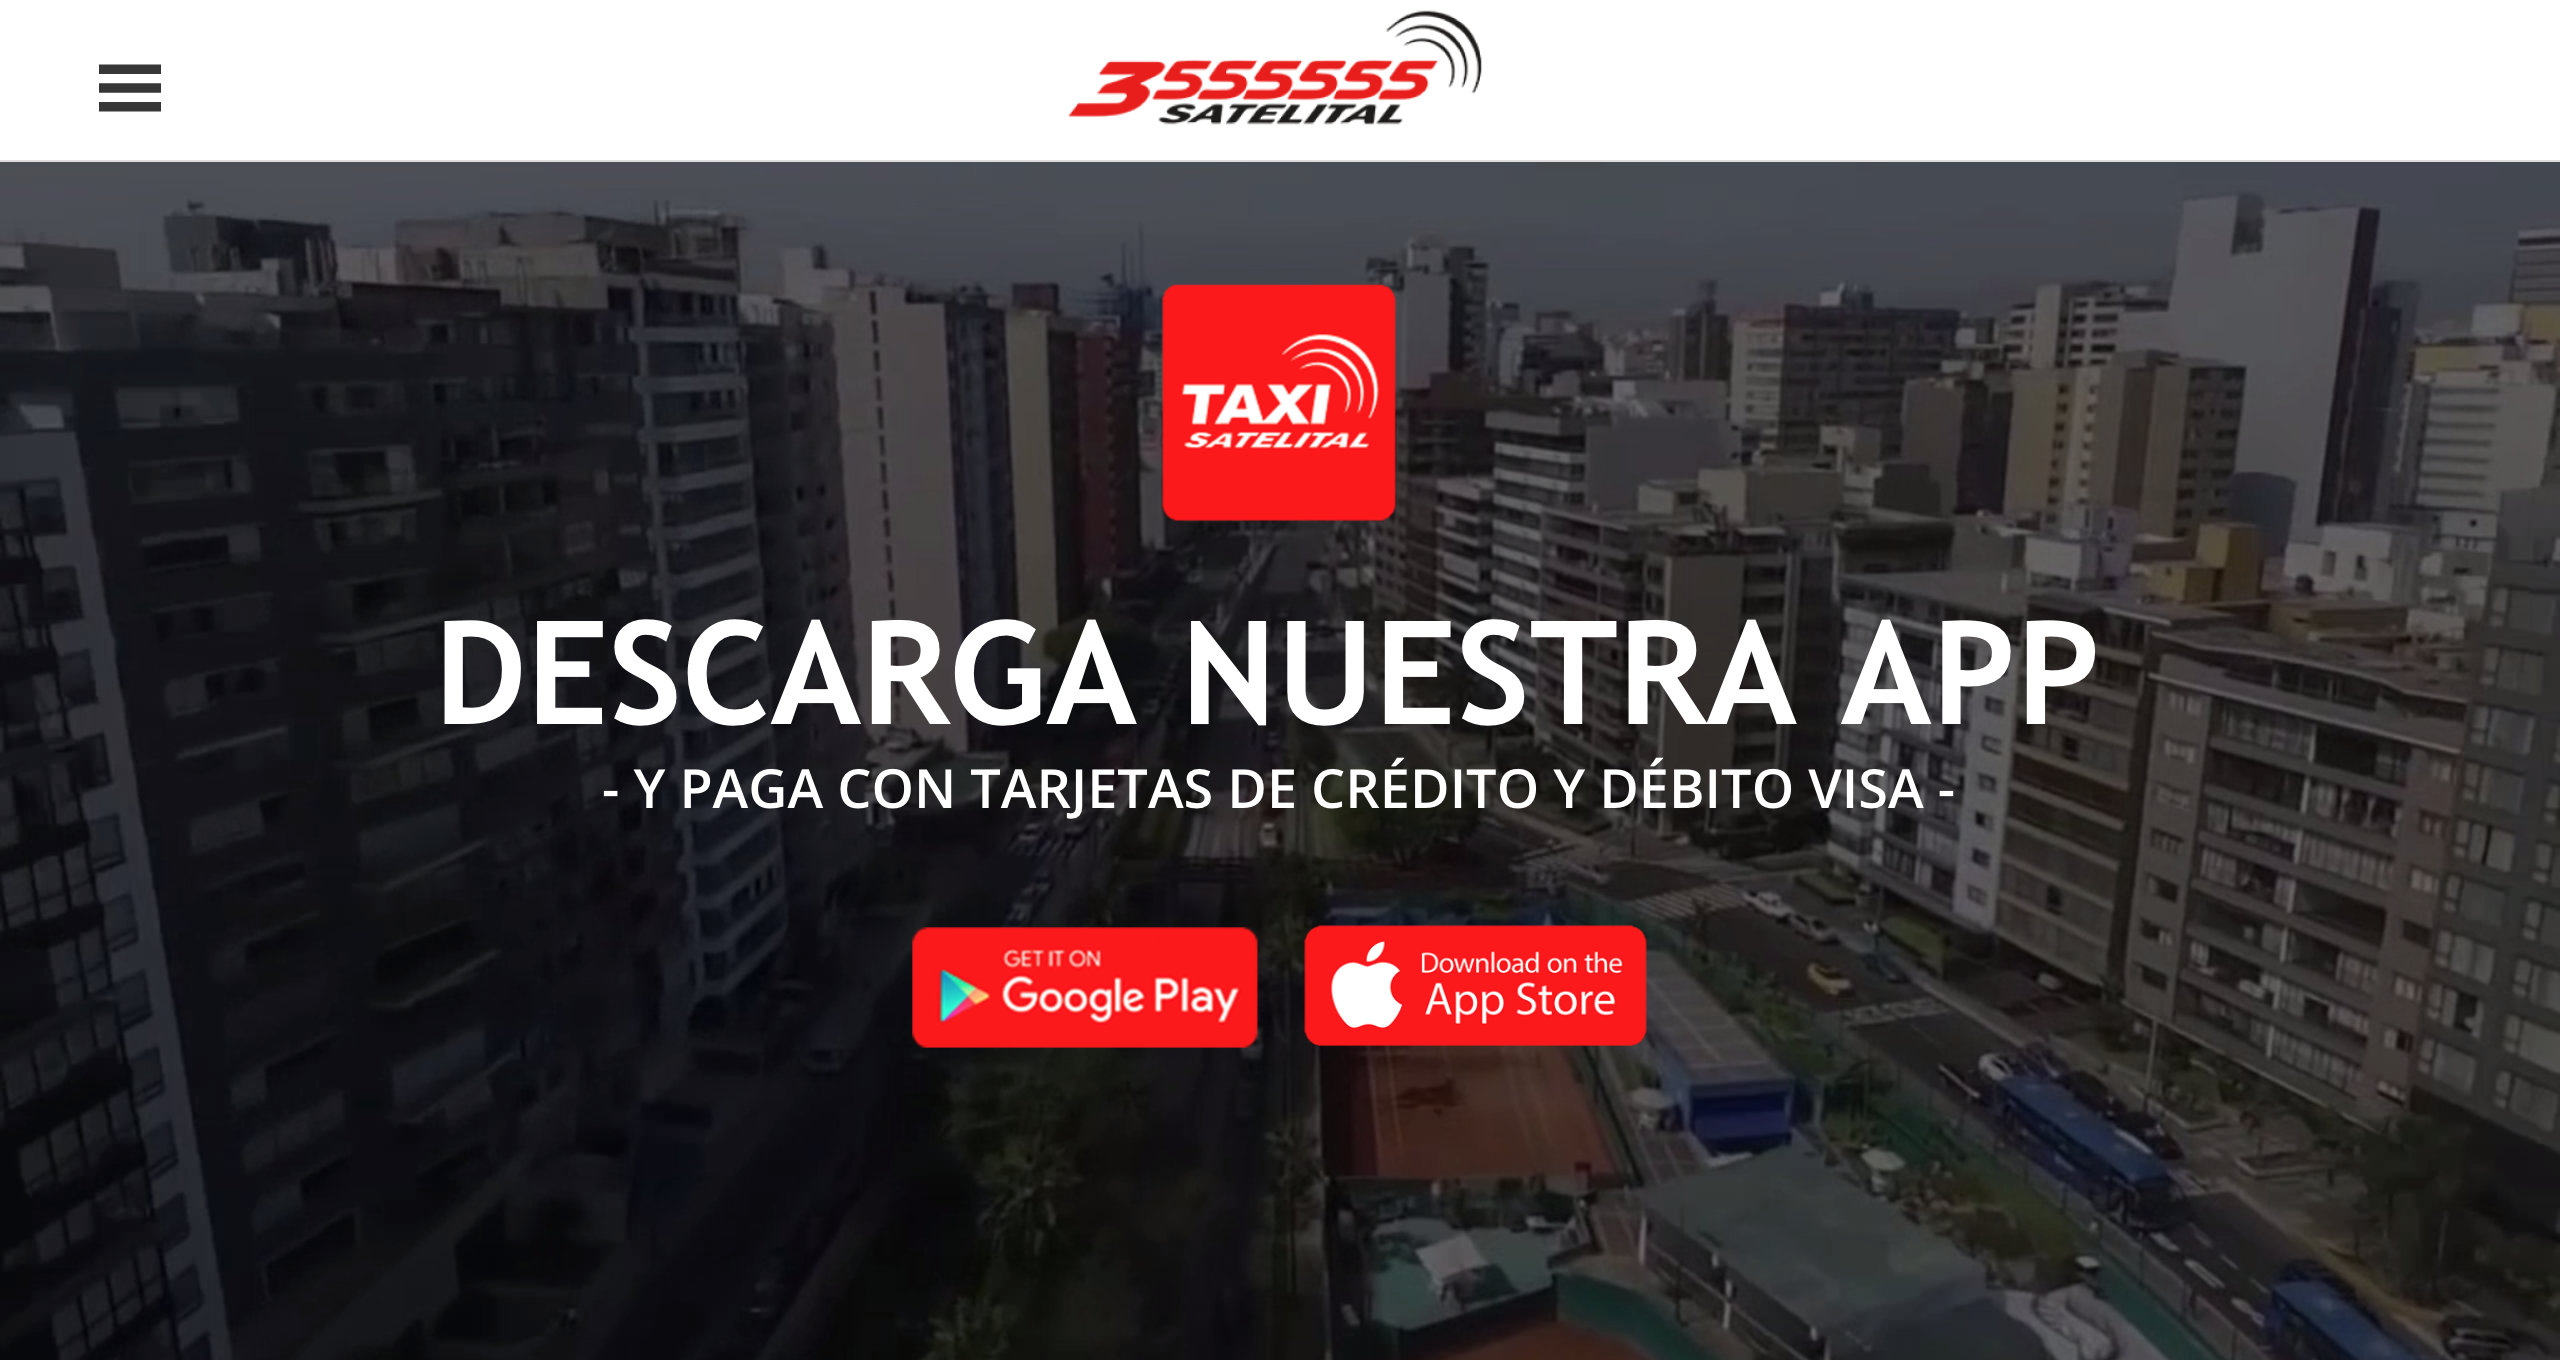 3555555
SATELITAL
TAXI
SATELITAL
DESCARGA NUESTRA APP
- Y PAGA CON TARJETAS DE CRÉDITO Y DÉBITO VISA -
GET IT ON
Google Play
Download on the
App Store